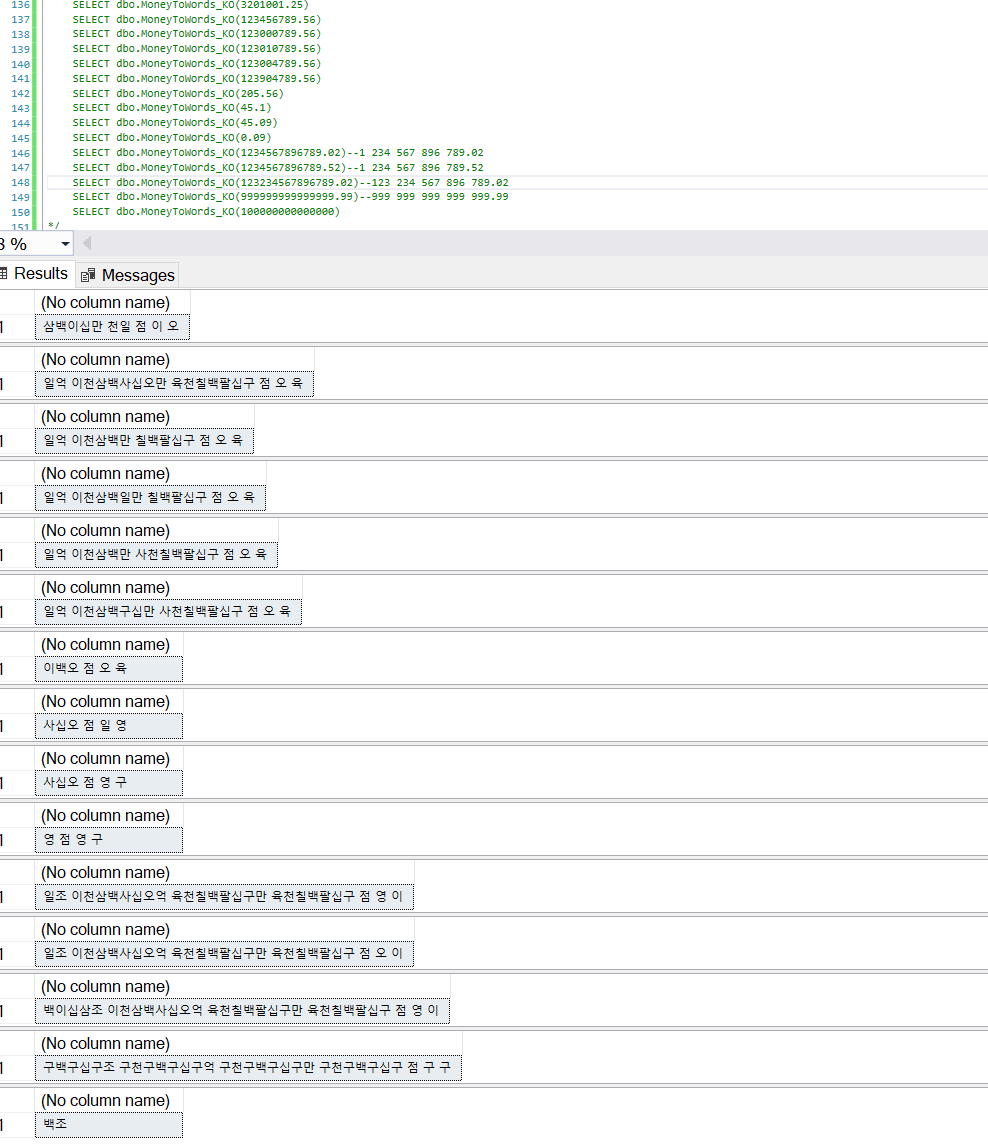 136 SELECT dbo.MoneyToWords_KO(3201001.25)
137 SELECT dbo.MoneyToWords_KO(123456789.56)
138 SELECT dbo.MoneyToWords_KO(123000789.56)
139 SELECT dbo.MoneyToWords_KO(123010789.56)
140 SELECT dbo.MoneyToWords_KO(123004789.56)
141 SELECT dbo.MoneyToWords_KO(123904789.56)
142 SELECT dbo.MoneyToWords_KO(205.56)
143 SELECT dbo.MoneyToWords_KO(45.1)
144 SELECT dbo.MoneyToWords_KO(45.09)
145 SELECT dbo.MoneyToWords_KO(0.09)
146 SELECT dbo.MoneyToWords_KO(1234567896789.02)--1 234 567 896 789.02
147 SELECT dbo.MoneyToWords_KO(1234567896789.52)--1 234 567 896 789.52
148 SELECT dbo.MoneyToWords_KO(123234567896789.02)--123 234 567 896 789.02
149 SELECT dbo.MoneyToWords_KO(999999999999999.99)--999 999 999 999 999.99
150 SELECT dbo.MoneyToWords_KO(100000000000000)
151 */
%
Results Messages
(No column name)
1 삼백이십만 천일 점 이 오
(No column name)
1 일억 이천삼백사십오만 육천칠백팔십구 점 오 육
(No column name)
1 일억 이천삼백만 칠백팔십구 점 오 육
(No column name)
1 일억 이천삼백일만 칠백팔십구 점 오 육
(No column name)
1 일억 이천삼백만 사천칠백팔십구 점 오 육
(No column name)
1 일억 이천삼백구십만 사천칠백팔십구 점 오 육
(No column name)
1 이백오 점 오 육
(No column name)
1 사십오 점 일 영
(No column name)
1 사십오 점 영 구
(No column name)
1 영 점 영 구
(No column name)
1 일조 이천삼백사십오억 육천칠백팔십구만 육천칠백팔십구 점 영 이
(No column name)
1 일조 이천삼백사십오억 육천칠백팔십구만 육천칠백팔십구 점 오 이
(No column name)
1 백이십삼조 이천삼백사십오억 육천칠백팔십구만 육천칠백팔십구 점 영 이
(No column name)
1 구백구십구조 구천구백구십구억 구천구백구십구만 구천구백구십구 점 구 구
(No column name)
1 백조